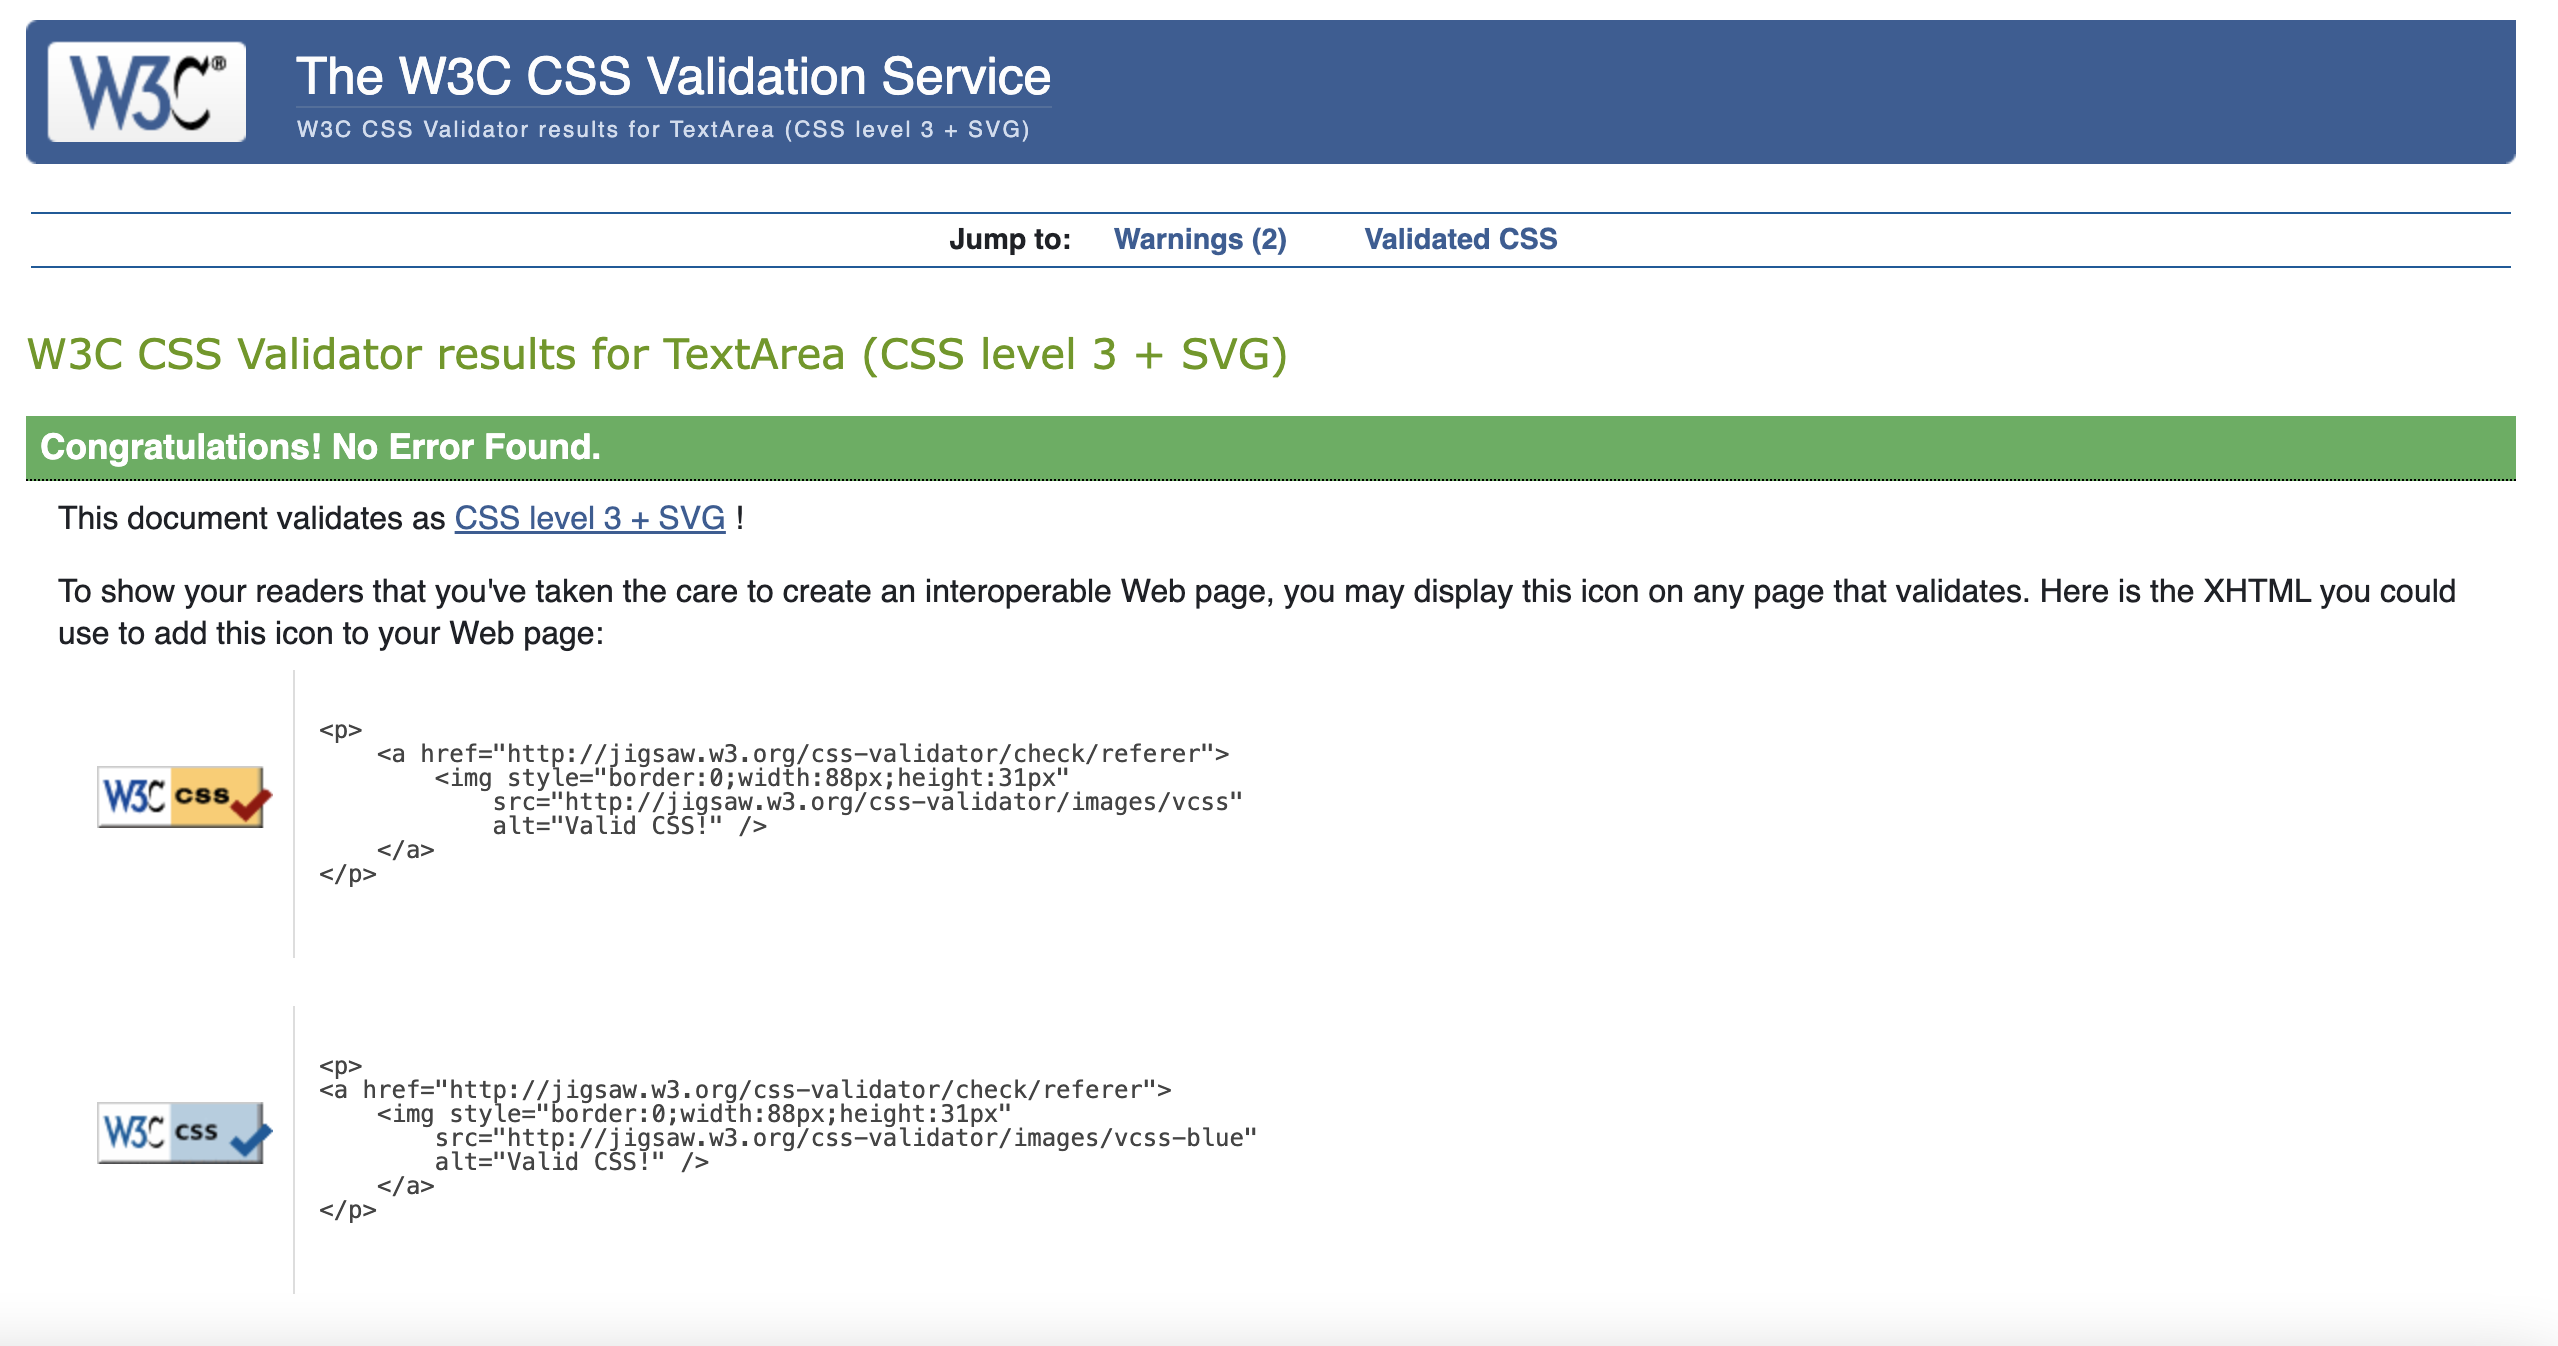 W3C®
The W3C CSS Validation Service
W3C CSS Validator results for TextArea (CSS level 3 + SVG)
Jump to: Warnings (2) Validated CSS
W3C CSS Validator results for TextArea (CSS level 3 + SVG)
Congratulations! No Error Found.
This document validates as CSS level 3 + SVG !
To show your readers that you've taken the care to create an interoperable Web page, you may display this icon on any page that validates. Here is the XHTML you could
use to add this icon to your Web page:
W3C css
<p>
    <a href="http://jigsaw.w3.org/css-validator/check/referer">
        <img style="border:0;width:88px;height:31px"
            src="http://jigsaw.w3.org/css-validator/images/vcss"
            alt="Valid CSS!" />
    </a>
</p>
W3C css
<p>
<a href="http://jigsaw.w3.org/css-validator/check/referer">
    <img style="border:0;width:88px;height:31px"
        src="http://jigsaw.w3.org/css-validator/images/vcss-blue"
        alt="Valid CSS!" />
    </a>
</p>